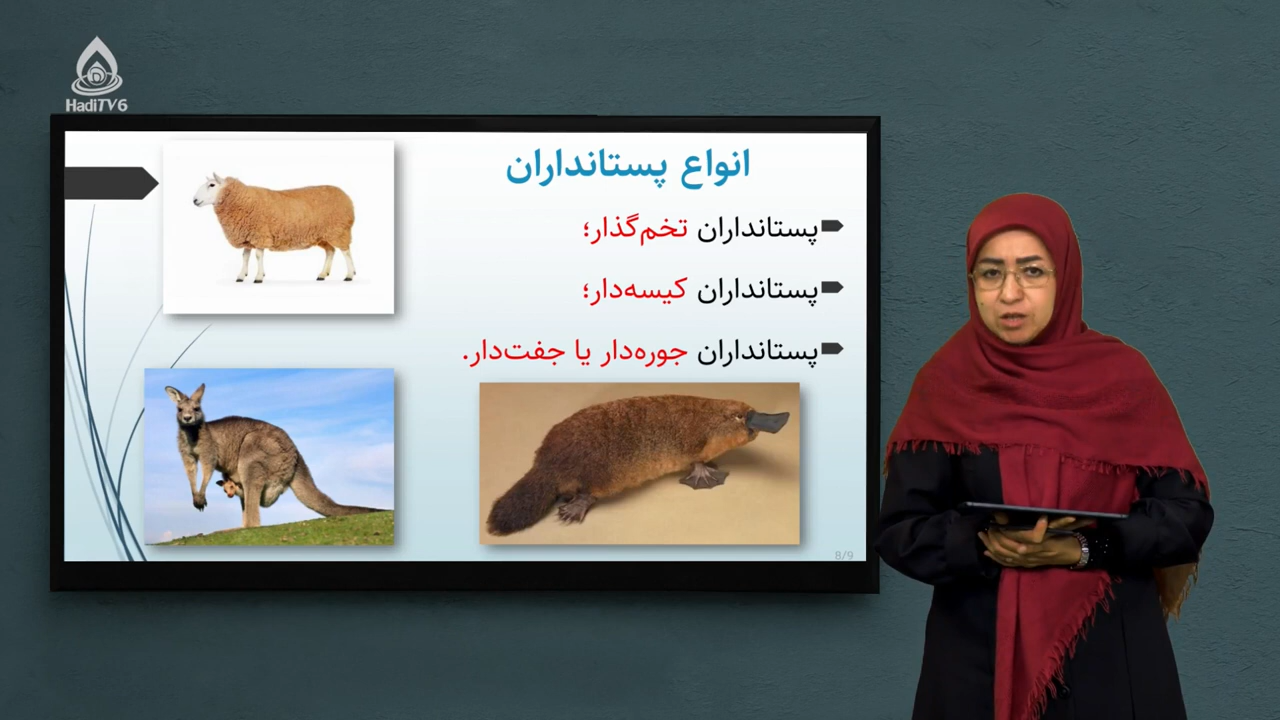 HadiTV6
انواع پستانداران
پستانداران تخم‌گذار؛
پستانداران کیسه‌دار؛
پستانداران جوره‌دار یا جفت‌دار.
8/9